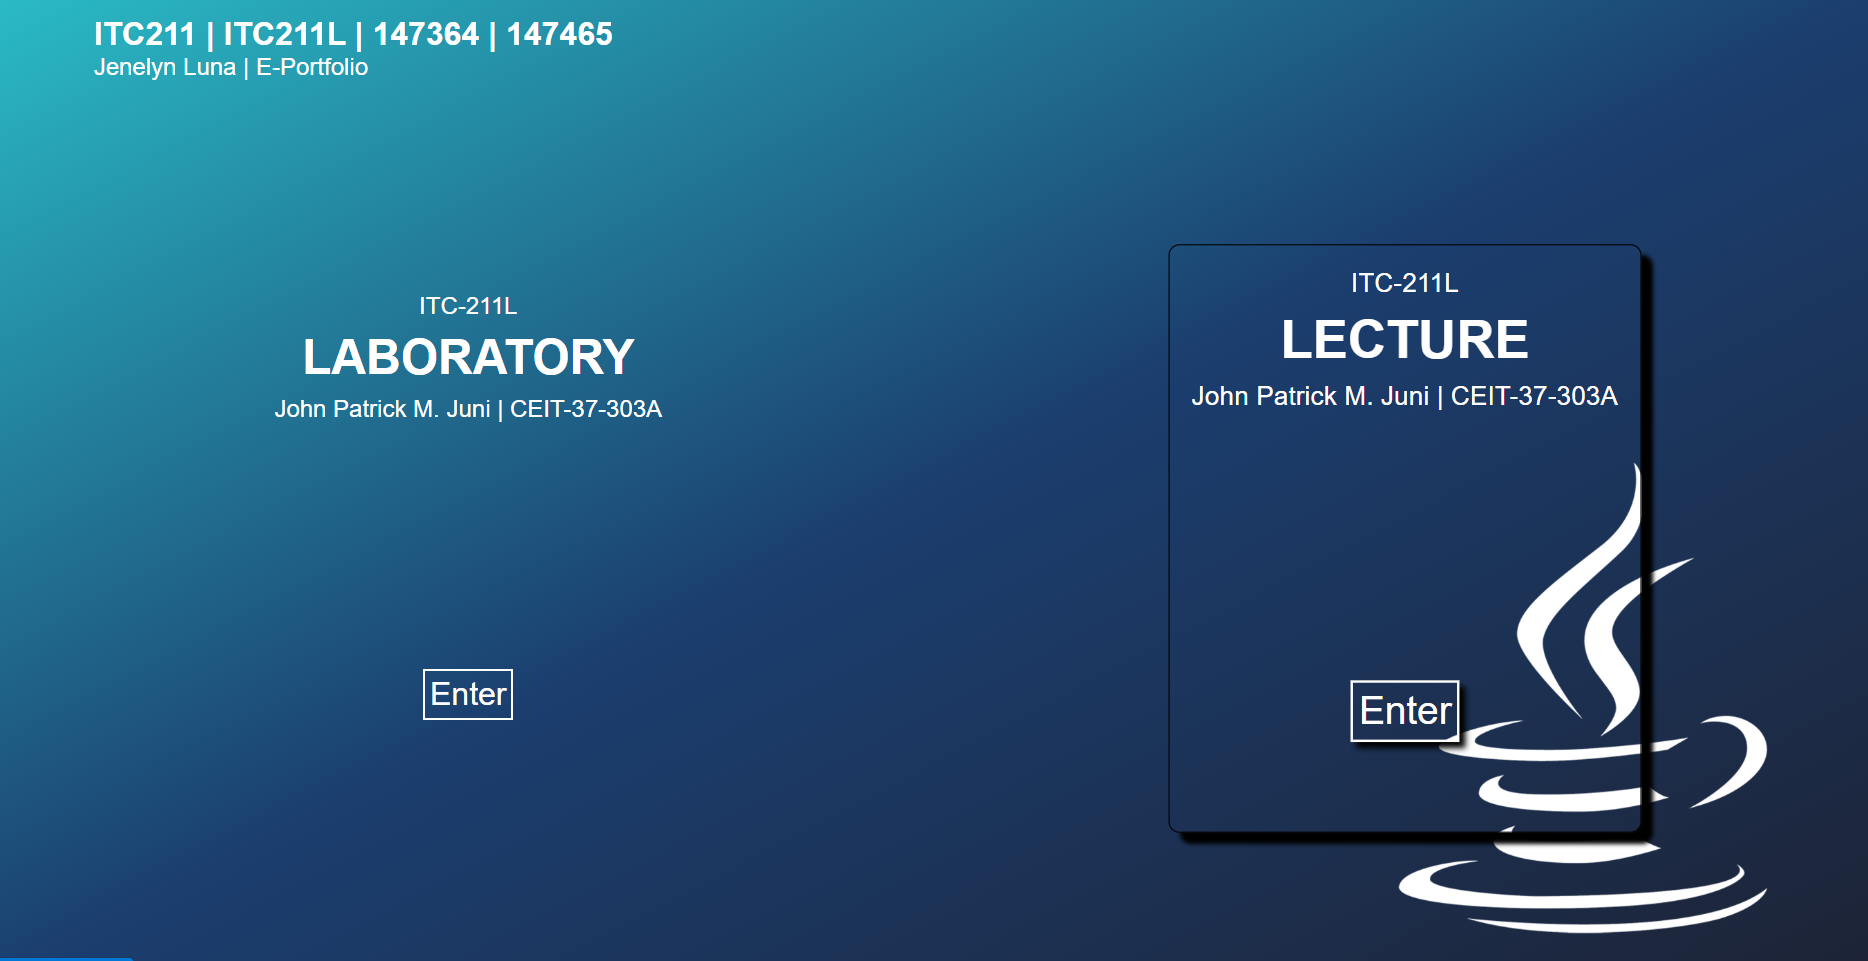 ITC211 | ITC211L | 147364 | 147465
Jenelyn Luna | E-Portfolio
ITC-211L
LABORATORY
John Patrick M. Juni | CEIT-37-303A
Enter
ITC-211L
LECTURE
John Patrick M. Juni | CEIT-37-303A
Enter